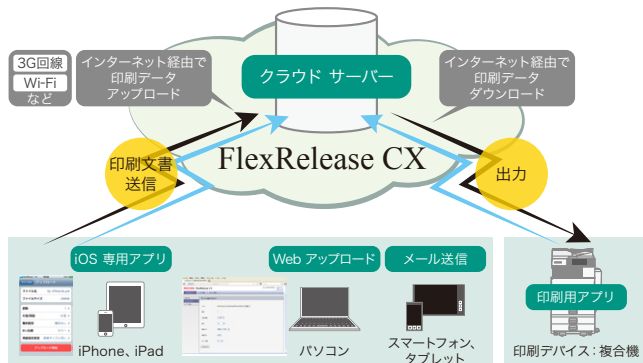 3G回線
Wi-Fi
など
インターネット経由で
印刷データ
アップロード
クラウド サーバー
インターネット経由で
印刷データ
ダウンロード
FlexRelease CX
印刷文書
送信
出力
iOS 専用アプリ
Web アップロード
メール送信
印刷用アプリ
iPhone、iPad
パソコン
スマートフォン、
タブレット
印刷デバイス：複合機